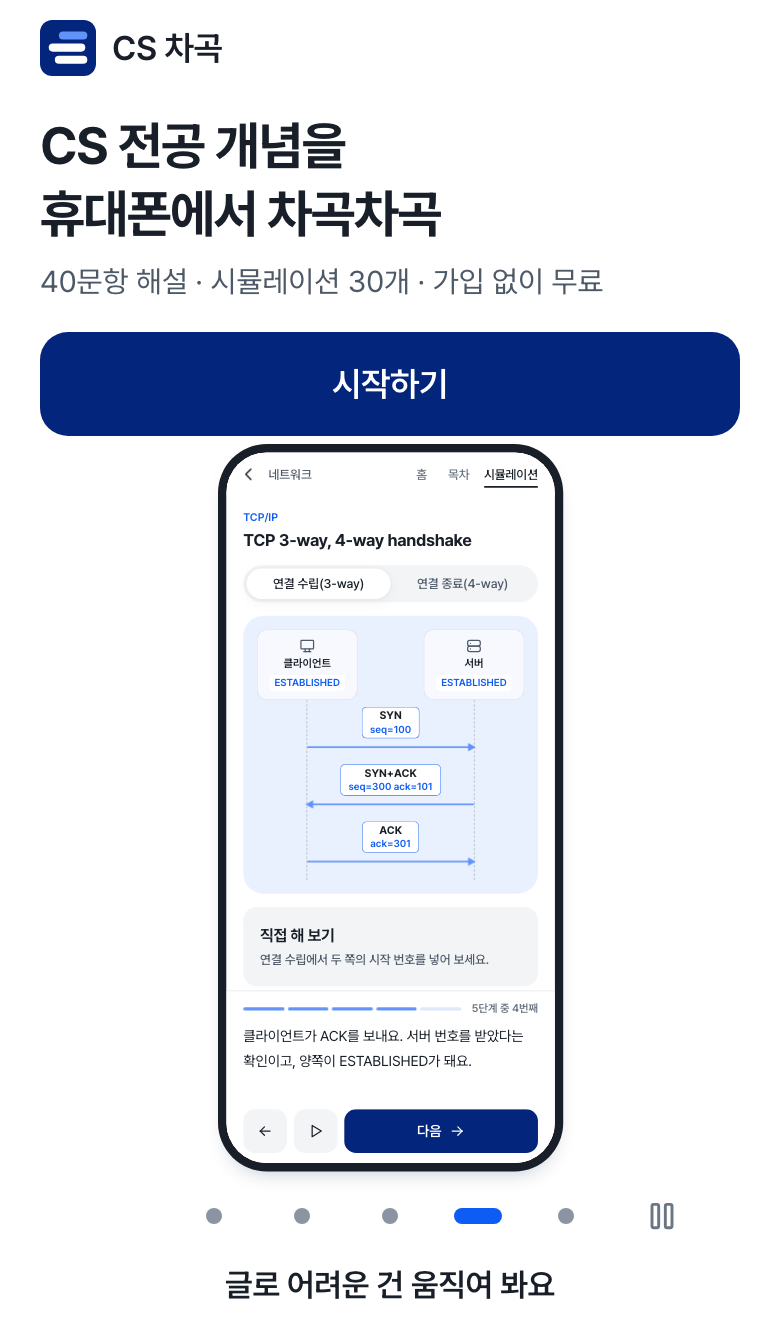 CS 차곡
CS 전공 개념을
휴대폰에서 차곡차곡
40문항 해설 · 시뮬레이션 30개 · 가입 없이 무료
시작하기
네트워크 홈 목차 시뮬레이션
TCP/IP
TCP 3-way, 4-way handshake
연결 수립(3-way) 연결 종료(4-way)
클라이언트 서버
ESTABLISHED ESTABLISHED
SYN
seq=100
SYN+ACK
seq=300 ack=101
ACK
ack=301
직접 해 보기
연결 수립에서 두 쪽의 시작 번호를 넣어 보세요.
5단계 중 4번째
클라이언트가 ACK를 보내요. 서버 번호를 받았다는
확인이고, 양쪽이 ESTABLISHED가 돼요.
다음
글로 어려운 건 움직여 봐요